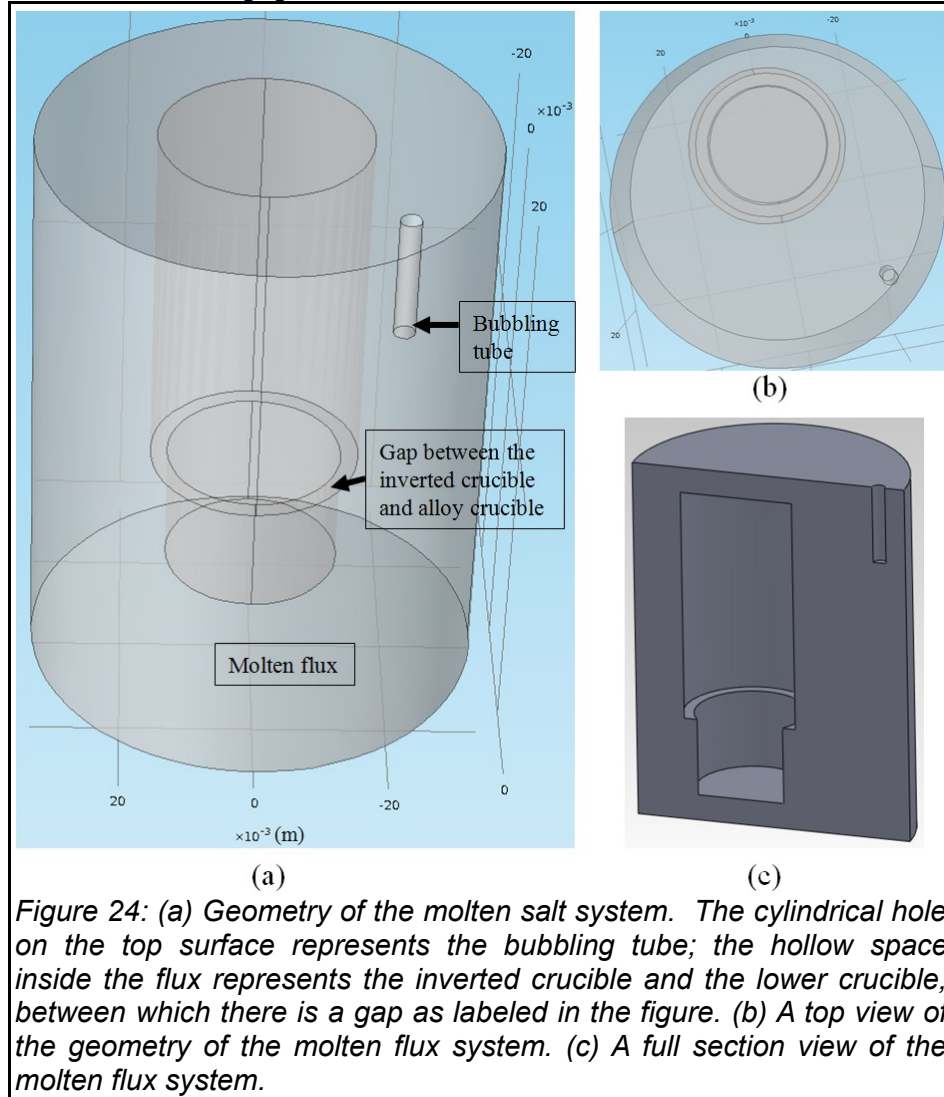 -20
×10⁻³
0
20
Bubbling
tube
Gap between the
inverted crucible
and alloy crucible
Molten flux
20
0
-20
0
×10⁻³ (m)
(a)
×10⁻³
-20
0
20
20
(b)
(c)
Figure 24: (a) Geometry of the molten salt system. The cylindrical hole
on the top surface represents the bubbling tube; the hollow space
inside the flux represents the inverted crucible and the lower crucible,
between which there is a gap as labeled in the figure. (b) A top view of
the geometry of the molten flux system. (c) A full section view of the
molten flux system.